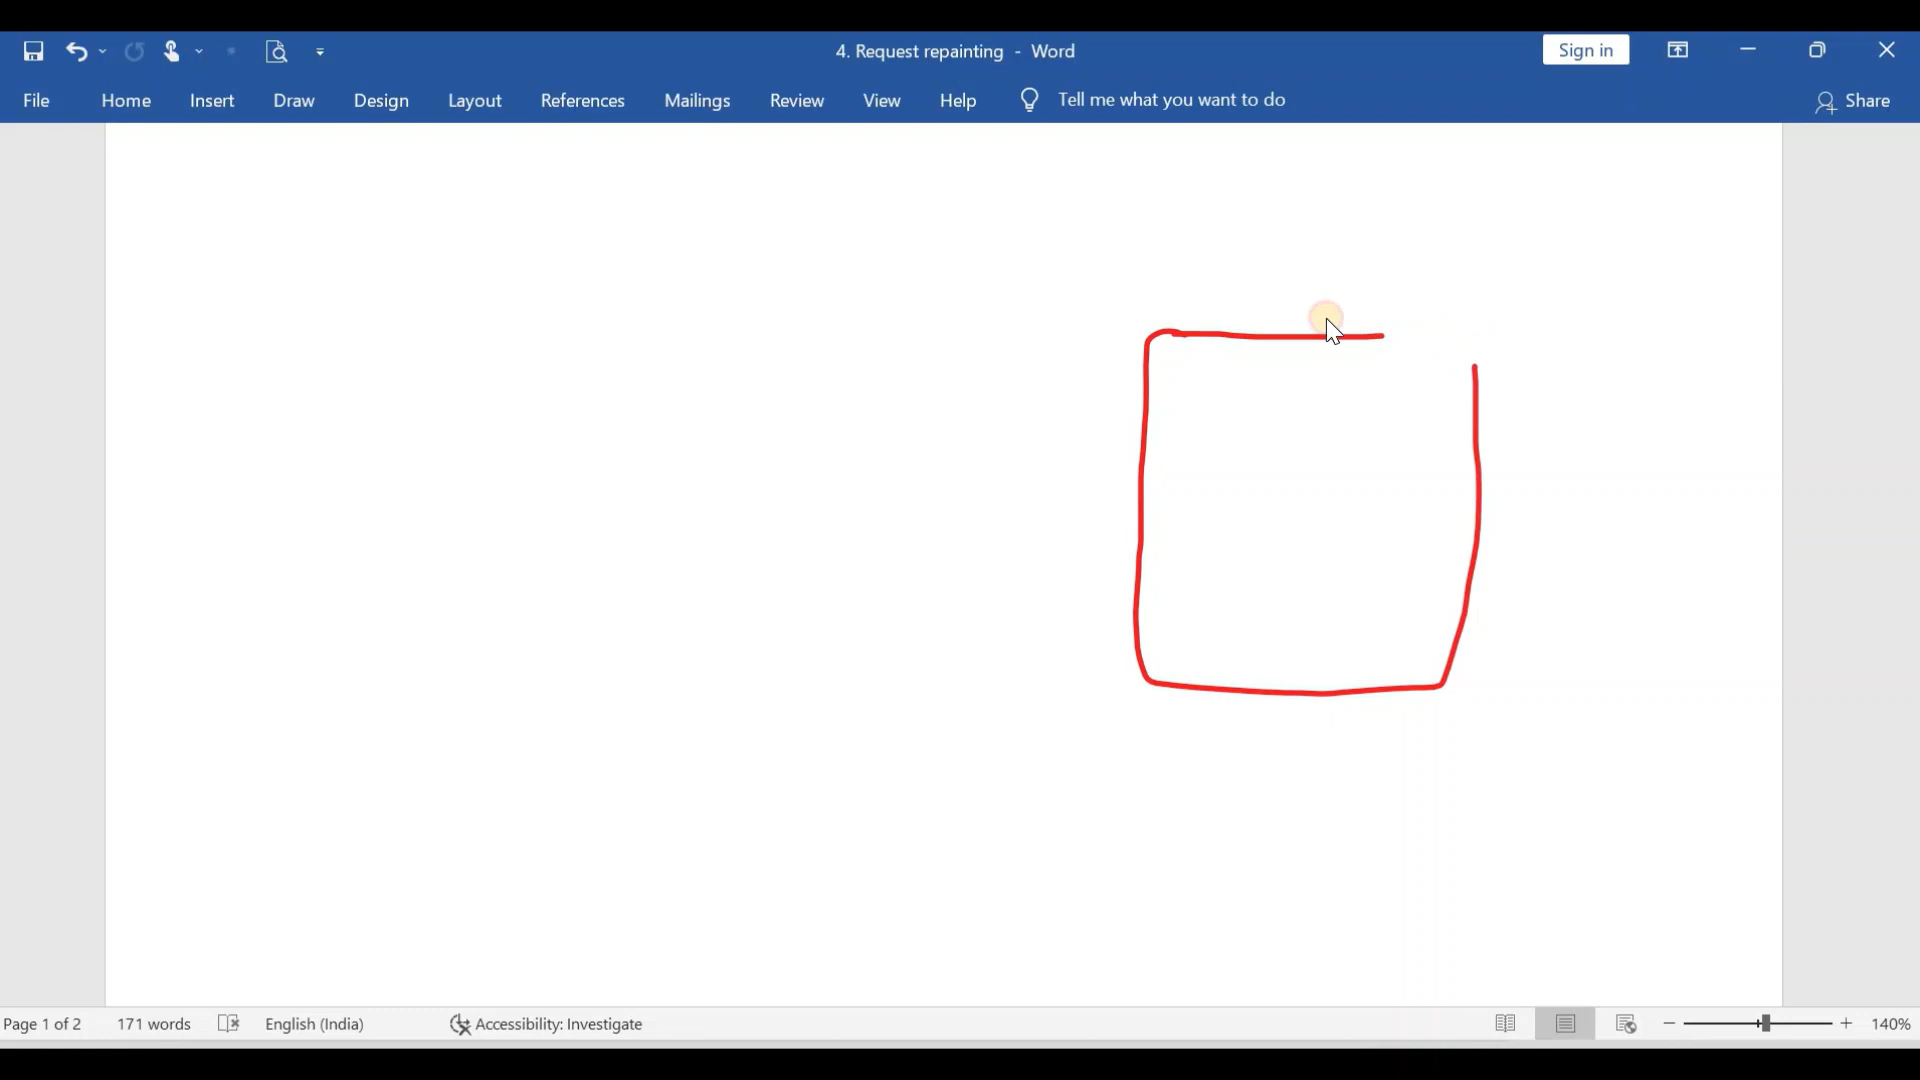 4. Request repainting - Word
Sign in
File Home Insert Draw Design Layout References Mailings Review View Help Tell me what you want to do Share
Page 1 of 2 171 words English (India) Accessibility: Investigate 140%